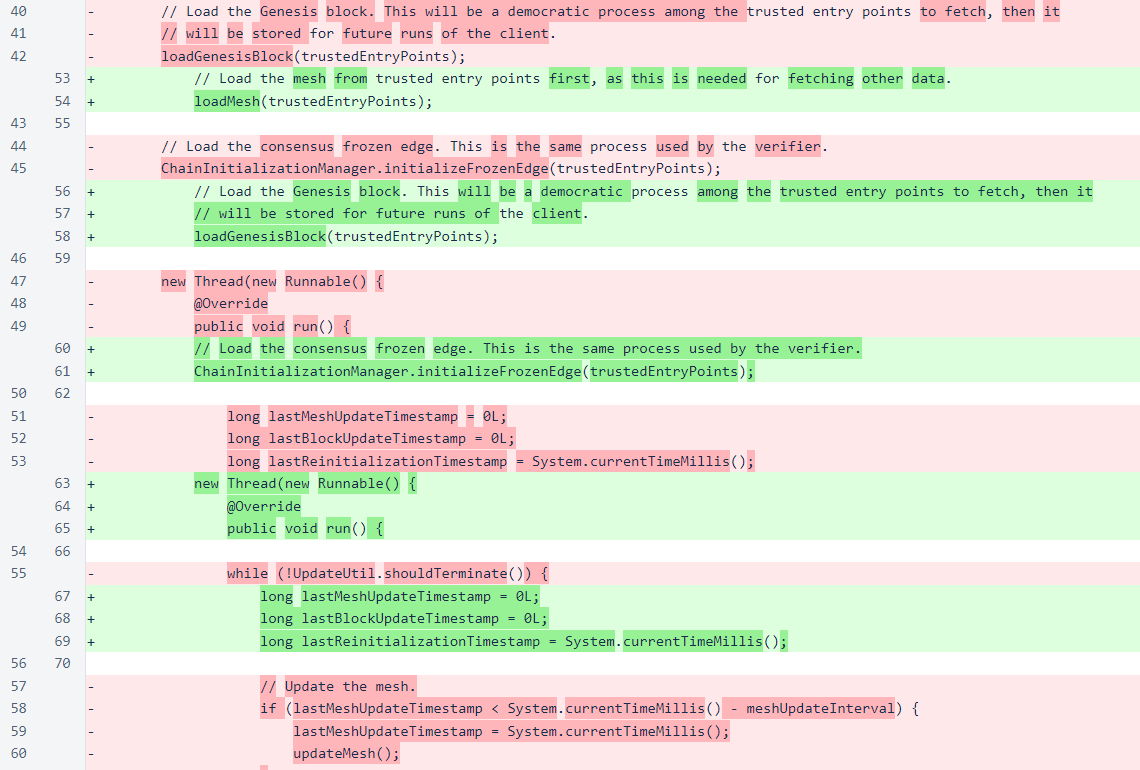 40 - // Load the Genesis block. This will be a democratic process among the trusted entry points to fetch, then it
41 - // will be stored for future runs of the client.
42 - loadGenesisBlock(trustedEntryPoints);
53 + // Load the mesh from trusted entry points first, as this is needed for fetching other data.
54 + loadMesh(trustedEntryPoints);
43 55
44 - // Load the consensus frozen edge. This is the same process used by the verifier.
45 - ChainInitializationManager.initializeFrozenEdge(trustedEntryPoints);
56 + // Load the Genesis block. This will be a democratic process among the trusted entry points to fetch, then it
57 + // will be stored for future runs of the client.
58 + loadGenesisBlock(trustedEntryPoints);
46 59
47 - new Thread(new Runnable() {
48 - @Override
49 - public void run() {
60 + // Load the consensus frozen edge. This is the same process used by the verifier.
61 + ChainInitializationManager.initializeFrozenEdge(trustedEntryPoints);
50 62
51 - long lastMeshUpdateTimestamp = 0L;
52 - long lastBlockUpdateTimestamp = 0L;
53 - long lastReinitializationTimestamp = System.currentTimeMillis();
63 + new Thread(new Runnable() {
64 + @Override
65 + public void run() {
54 66
55 - while (!UpdateUtil.shouldTerminate()) {
67 + long lastMeshUpdateTimestamp = 0L;
68 + long lastBlockUpdateTimestamp = 0L;
69 + long lastReinitializationTimestamp = System.currentTimeMillis();
56 70
57 - // Update the mesh.
58 - if (lastMeshUpdateTimestamp < System.currentTimeMillis() - meshUpdateInterval) {
59 - lastMeshUpdateTimestamp = System.currentTimeMillis();
60 - updateMesh();